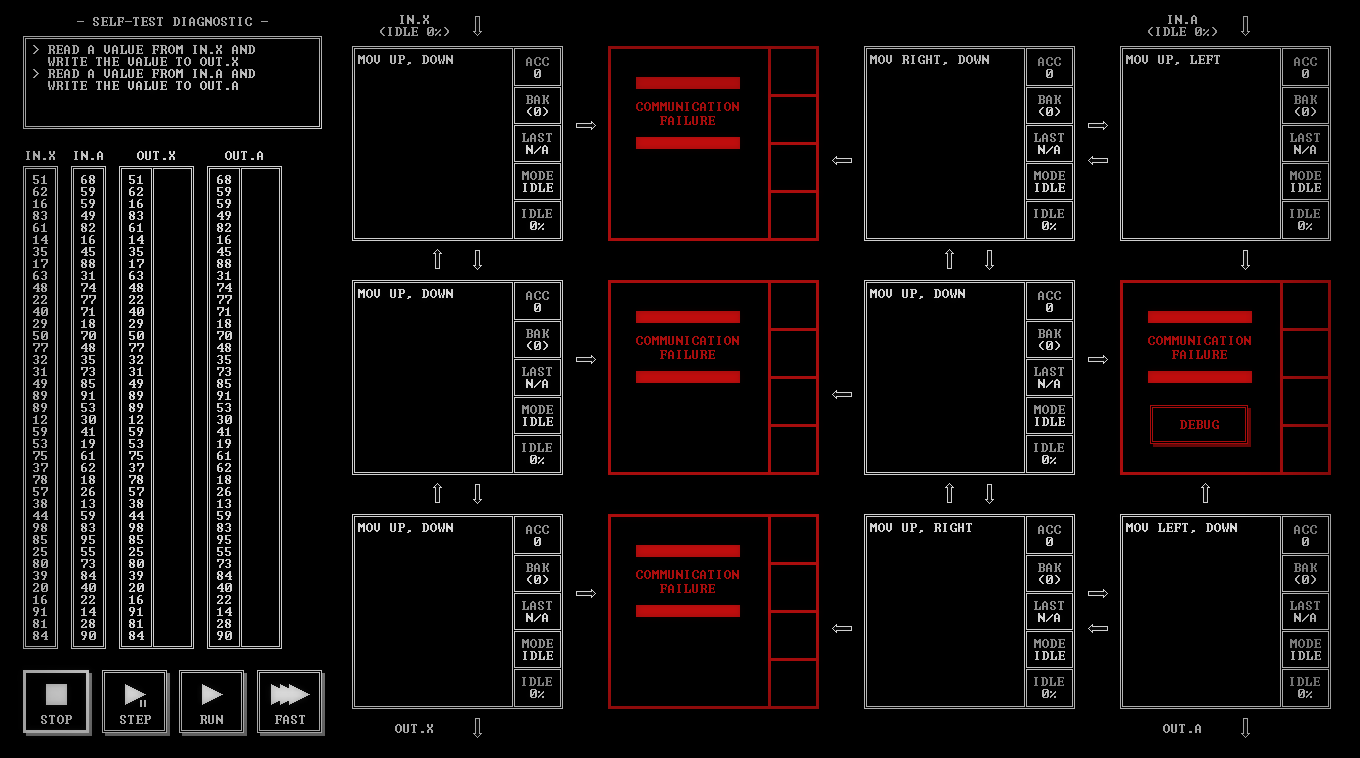 - SELF-TEST DIAGNOSTIC -
> READ A VALUE FROM IN.X AND
WRITE THE VALUE TO OUT.X
> READ A VALUE FROM IN.A AND
WRITE THE VALUE TO OUT.A
IN.X IN.A OUT.X OUT.A
51 68 51 68
62 59 62 59
16 59 16 59
83 49 83 49
61 82 61 82
14 16 14 16
35 45 35 45
17 88 17 88
63 31 63 31
48 74 48 74
22 77 22 77
40 71 40 71
29 18 29 18
50 70 50 70
77 48 77 48
32 35 32 35
31 73 31 73
49 85 49 85
89 91 89 91
89 53 89 53
12 30 12 30
59 41 59 41
53 19 53 19
75 61 75 61
37 62 37 62
78 18 78 18
57 26 57 26
38 13 38 13
44 59 44 59
98 83 98 83
85 95 85 95
25 55 25 55
80 73 80 73
39 84 39 84
20 40 20 40
16 22 16 22
91 14 91 14
81 28 81 28
84 90 84 90
STOP STEP RUN FAST
IN.X
(IDLE 0%)
IN.A
(IDLE 0%)
MOV UP, DOWN
ACC
0
BAK
(0)
LAST
N/A
MODE
IDLE
IDLE
0%
COMMUNICATION
FAILURE
MOV RIGHT, DOWN
ACC
0
BAK
(0)
LAST
N/A
MODE
IDLE
IDLE
0%
MOV UP, LEFT
ACC
0
BAK
(0)
LAST
N/A
MODE
IDLE
IDLE
0%
MOV UP, DOWN
ACC
0
BAK
(0)
LAST
N/A
MODE
IDLE
IDLE
0%
COMMUNICATION
FAILURE
MOV UP, DOWN
ACC
0
BAK
(0)
LAST
N/A
MODE
IDLE
IDLE
0%
COMMUNICATION
FAILURE
DEBUG
MOV UP, DOWN
ACC
0
BAK
(0)
LAST
N/A
MODE
IDLE
IDLE
0%
COMMUNICATION
FAILURE
MOV UP, RIGHT
ACC
0
BAK
(0)
LAST
N/A
MODE
IDLE
IDLE
0%
MOV LEFT, DOWN
ACC
0
BAK
(0)
LAST
N/A
MODE
IDLE
IDLE
0%
OUT.X
OUT.A